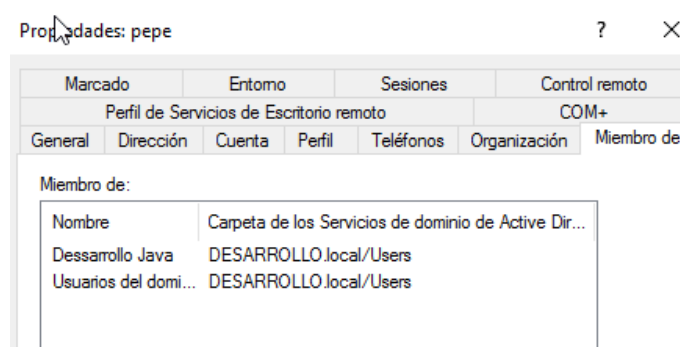 Propiedades: pepe ?
Marcado Entorno Sesiones Control remoto
Perfil de Servicios de Escritorio remoto COM+
General Dirección Cuenta Perfil Teléfonos Organización Miembro de
Miembro de:
Nombre Carpeta de los Servicios de dominio de Active Dir...
Dessarrollo Java DESARROLLO.local/Users
Usuarios del domi... DESARROLLO.local/Users